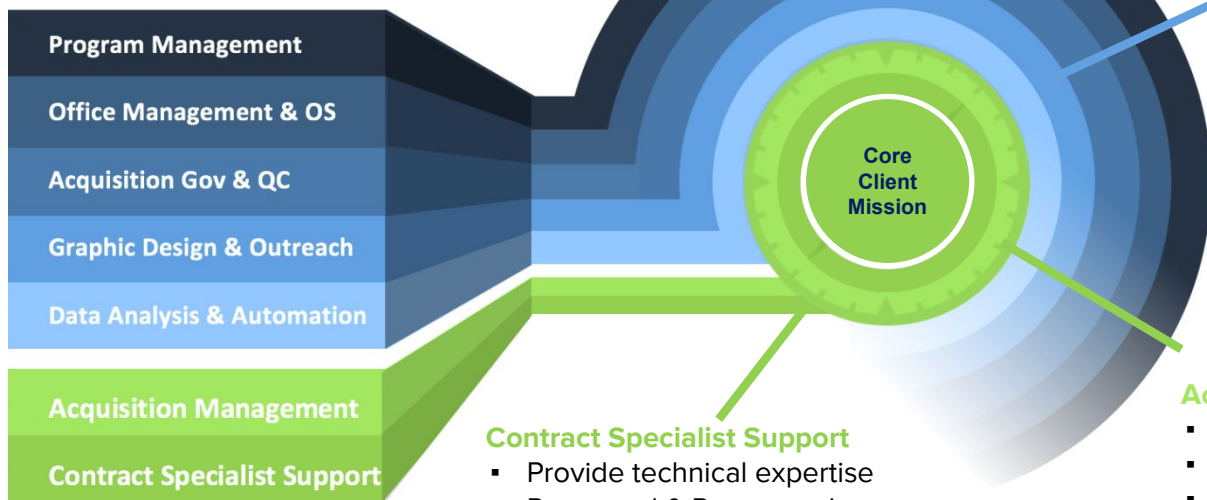 Program Management
Office Management & OS
Acquisition Gov & QC
Graphic Design & Outreach
Data Analysis & Automation
Acquisition Management
Contract Specialist Support
Core
Client
Mission
Contract Specialist Support
▪ Provide technical expertise
Ac
▪
▪
▪